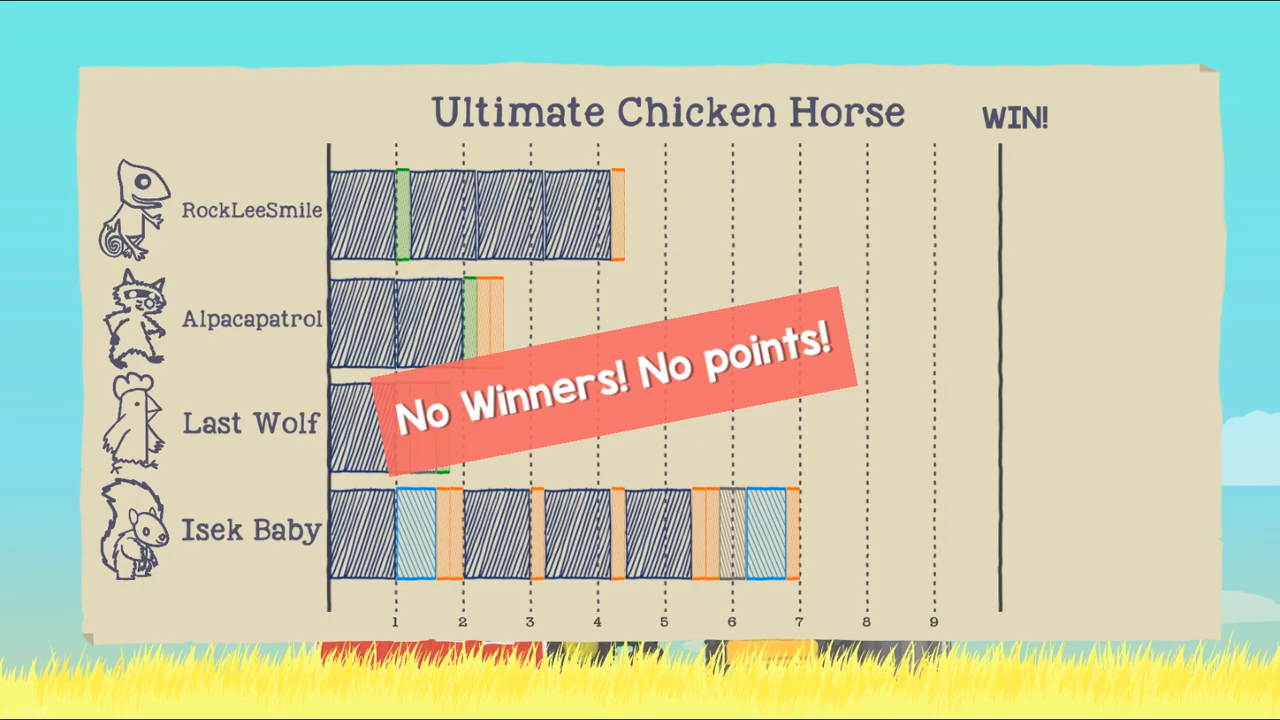 Ultimate Chicken Horse
WIN!
RockLeeSmile
Alpacapatrol
No Winners! No points!
Last Wolf
Isek Baby
1 2 3 4 5 6 7 8 9